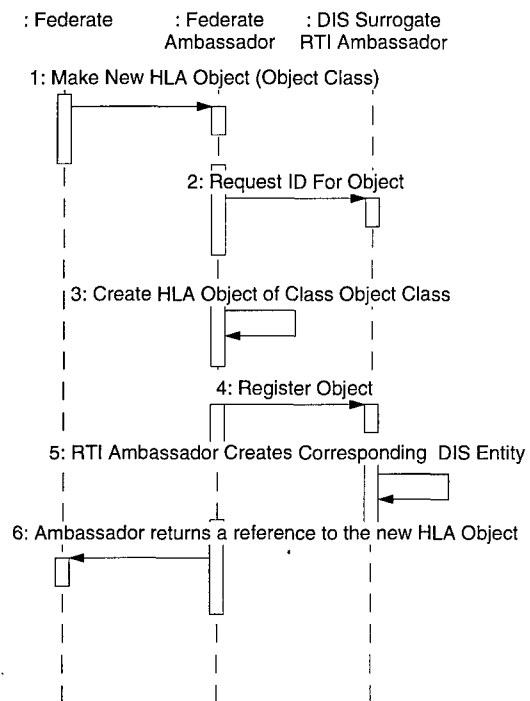 : Federate : Federate : DIS Surrogate
Ambassador RTI Ambassador
1: Make New HLA Object (Object Class)
2: Request ID For Object
3: Create HLA Object of Class Object Class
4: Register Object
5: RTI Ambassador Creates Corresponding DIS Entity
6: Ambassador returns a reference to the new HLA Object